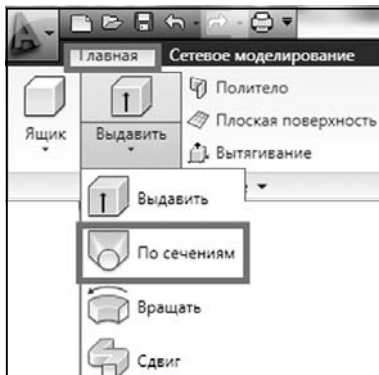 Главная Сетевое моделирование
Ящик
Выдавить
Политело
Плоская поверхность
Вытягивание
Выдавить
По сечениям
Вращать
Сдвиг